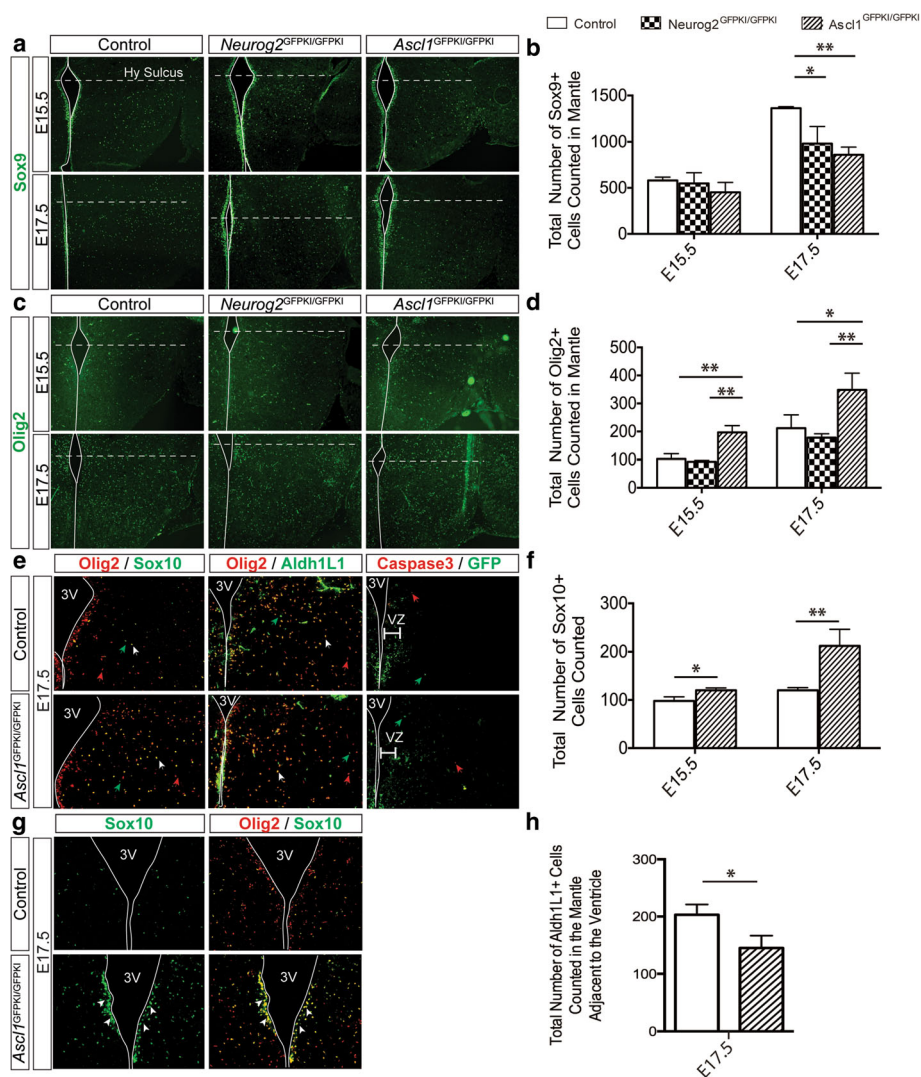 Control Neurog2GFPKI/GFPKI Ascl1GFPKI/GFPKI
a
Control Neurog2GFPKI/GFPKI Ascl1GFPKI/GFPKI
Sox9
E15.5
Hy Sulcus
E17.5
b
Total Number of Sox9+
Cells Counted in Mantle
1500
1000
500
0
**
*
E15.5
E17.5
c
Control Neurog2GFPKI/GFPKI Ascl1GFPKI/GFPKI
Olig2
E15.5
E17.5
d
Total Number of Olig2+
Cells Counted in Mantle
500
400
300
200
100
0
**
**
*
**
E15.5
E17.5
e
Olig2 / Sox10 Olig2 / Aldh1L1 Caspase3 / GFP
E17.5
Control
3V
3V
VZ
Ascl1GFPKI/GFPKI
3V
3V
VZ
f
Total Number of Sox10+
Cells Counted
300
200
100
0
*
**
E15.5
E17.5
g
Sox10 Olig2 / Sox10
E17.5
Control
3V
3V
Ascl1GFPKI/GFPKI
3V
3V
h
Total Number of Aldh1L1+ Cells
Counted in the Mantle
Adjacent to the Ventricle
300
200
100
0
*
E17.5